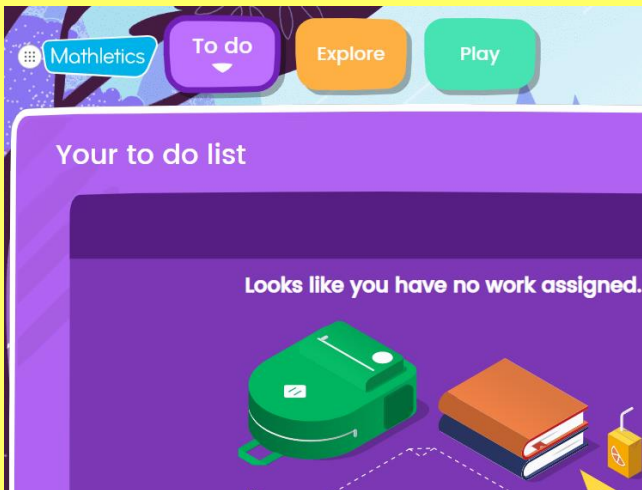 Mathletics
To do
Explore
Play
Your to do list
Looks like you have no work assigned.